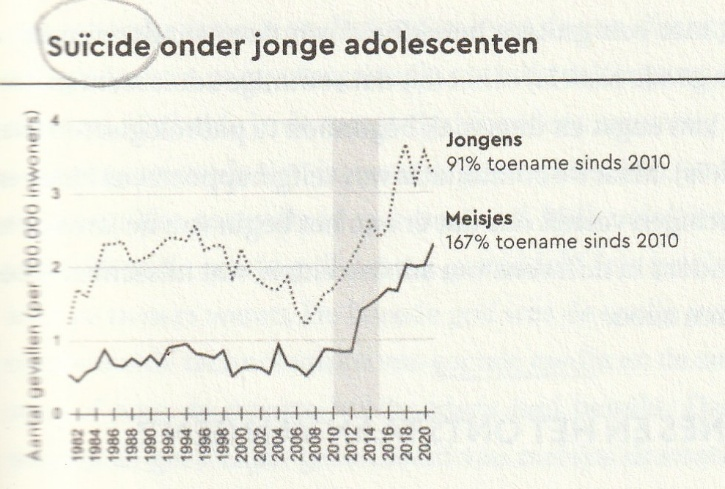 Suïcide onder jonge adolescenten
Aantal gevallen (per 100.000 inwoners)
4
3
2
1
0
Jongens
91% toename sinds 2010
Meisjes
167% toename sinds 2010
1982 1984 1986 1988 1990 1992 1994 1996 1998 2000 2002 2004 2006 2008 2010 2012 2014 2016 2018 2020